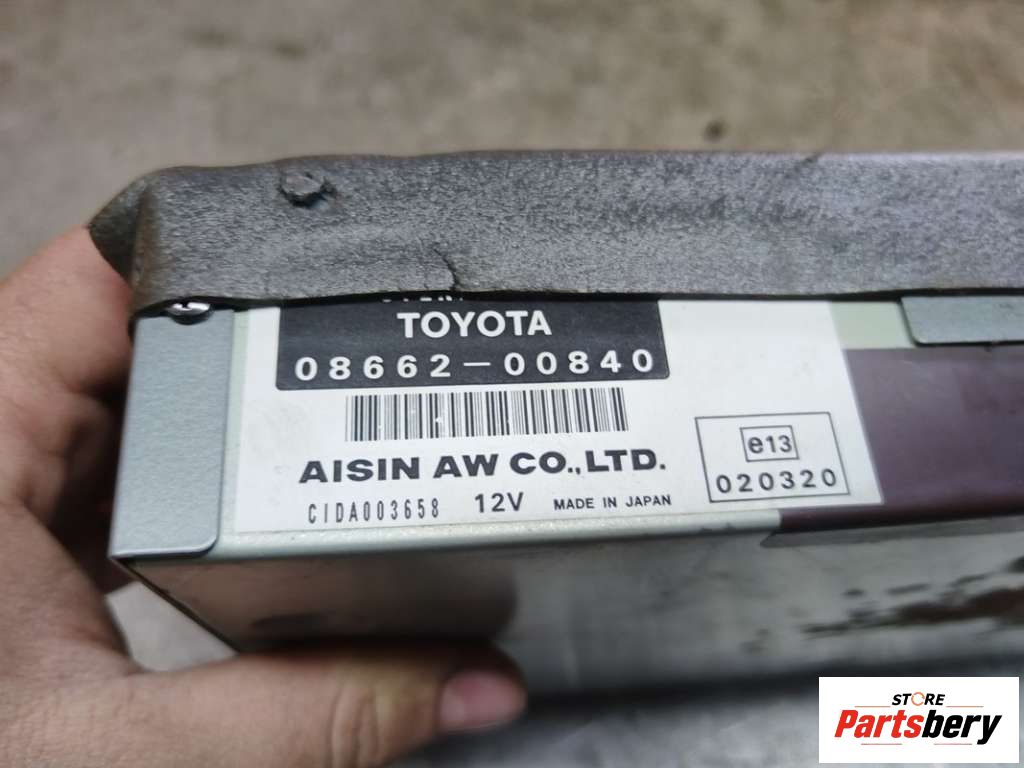 TOYOTA
08662-00840
AISIN AW CO.,LTD.
CIDA003658 12V MADE IN JAPAN
e13
020320
STORE
Partsbery